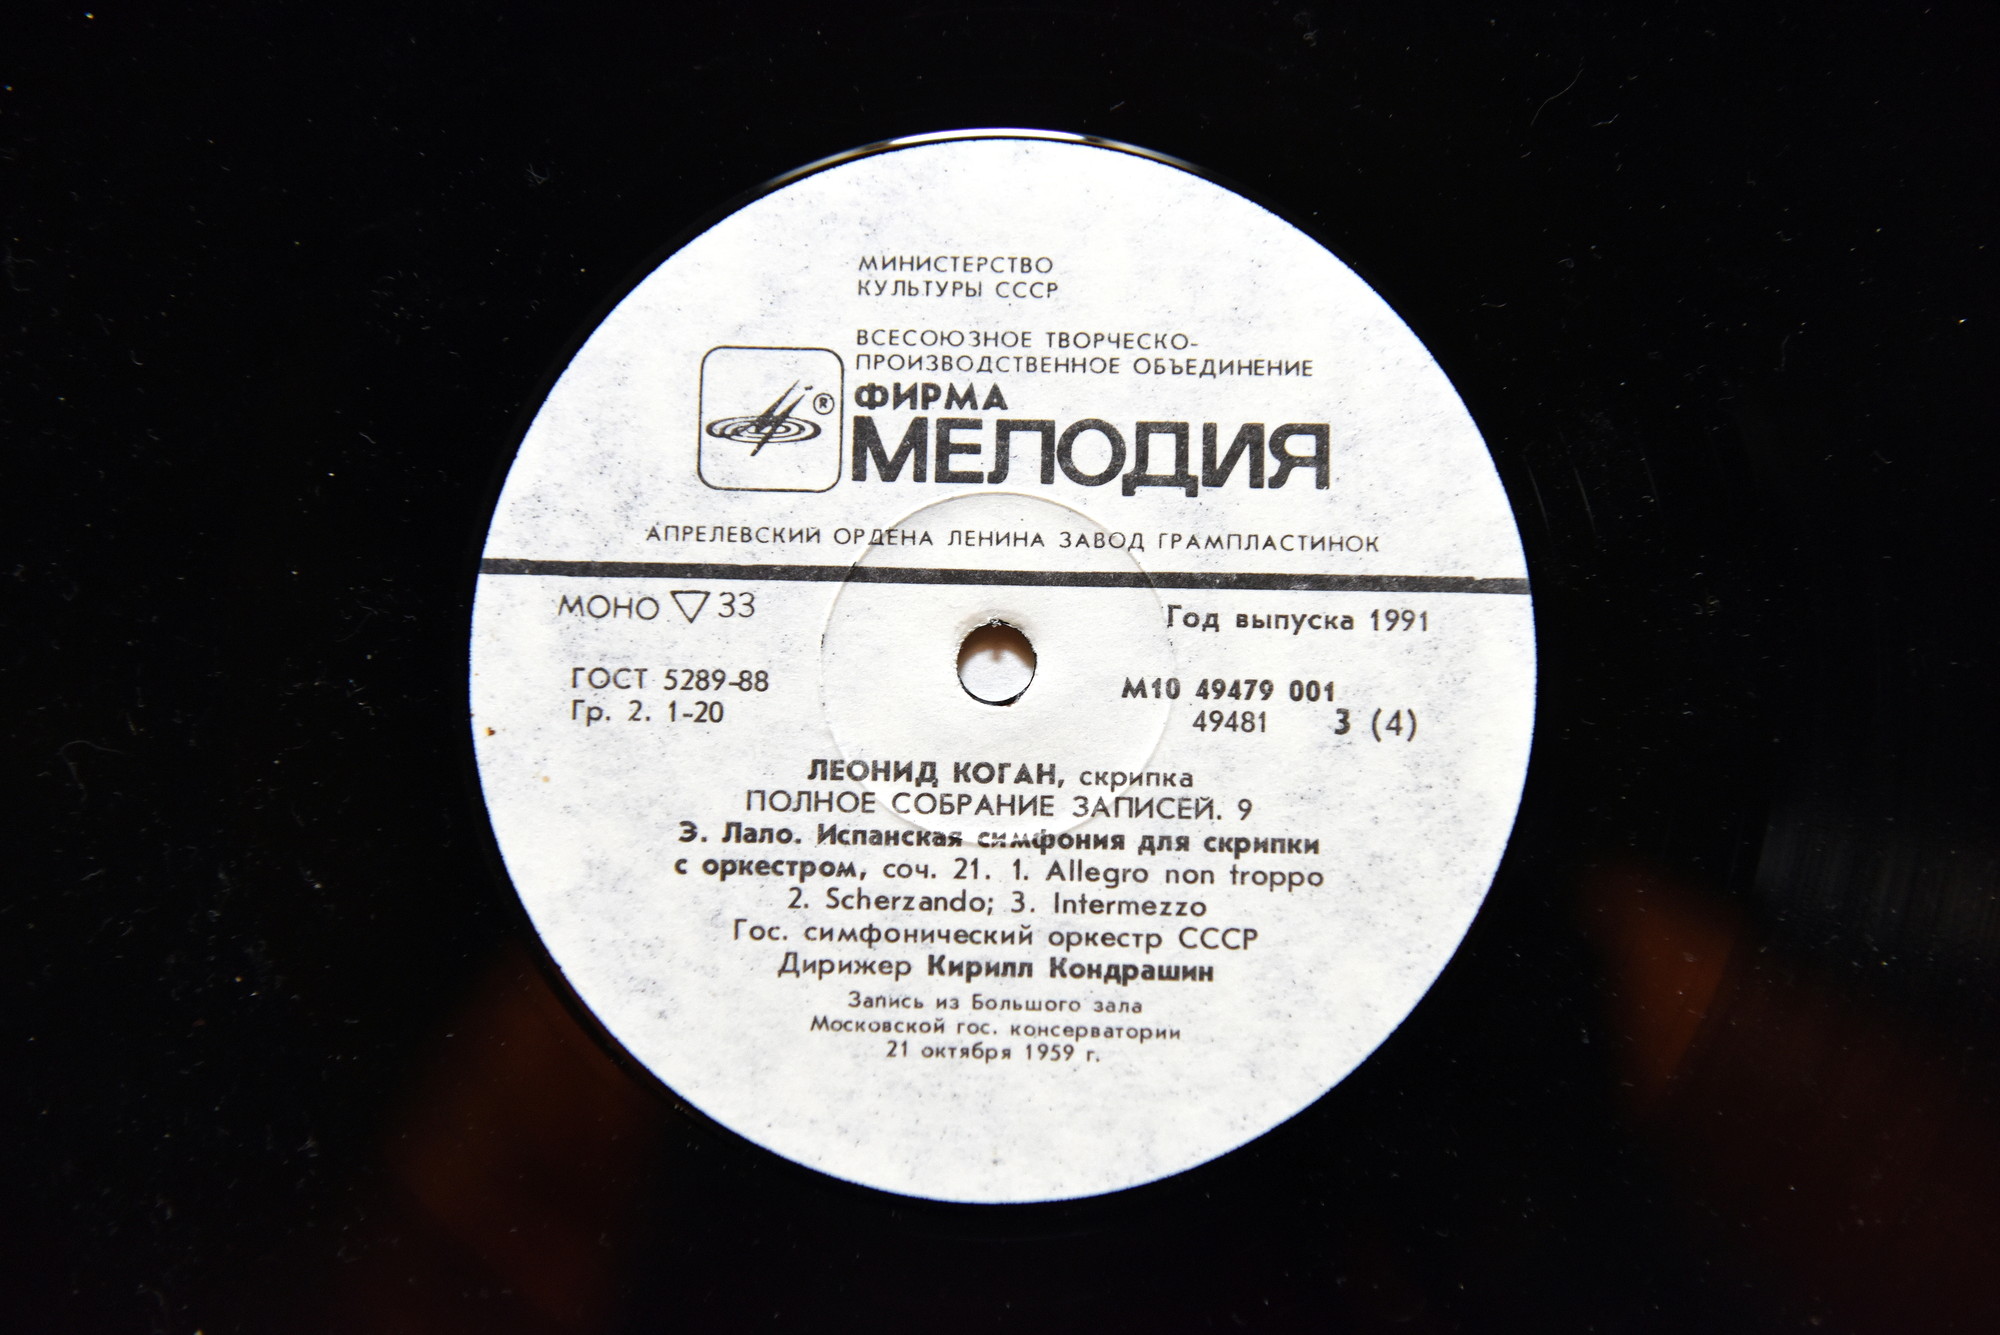 МИНИСТЕРСТВО
КУЛЬТУРЫ СССР
ВСЕСОЮЗНОЕ ТВОРЧЕСКО-
ПРОИЗВОДСТВЕННОЕ ОБЪЕДИНЕНИЕ
®
ФИРМА
МЕЛОДИЯ
АПРЕЛЕВСКИЙ ОРДЕНА ЛЕНИНА ЗАВОД ГРАМПЛАСТИНОК
МОНО ▽ 33
Год выпуска 1991
ГОСТ 5289-88
Гр. 2. 1-20
М10 49479 001
49481 3 (4)
ЛЕОНИД КОГАН, скрипка
ПОЛНОЕ СОБРАНИЕ ЗАПИСЕЙ. 9
Э. Лало. Испанская симфония для скрипки
с оркестром, соч. 21. 1. Allegro non troppo
2. Scherzando; 3. Intermezzo
Гос. симфонический оркестр СССР
Дирижер Кирилл Кондрашин
Запись из Большого зала
Московской гос. консерватории
21 октября 1959 г.